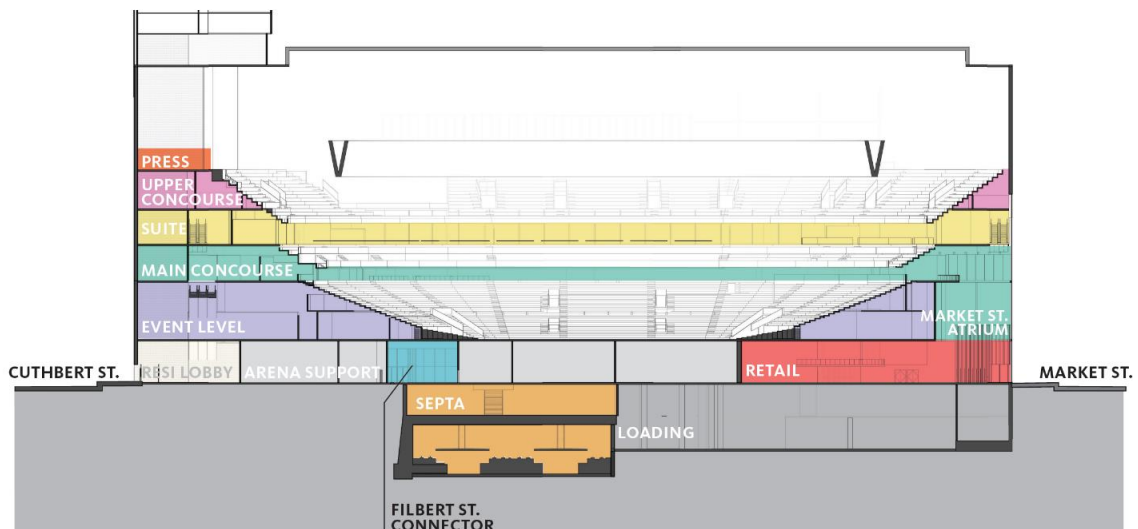 PRESS
UPPER
CONCOURSE
SUITE
MAIN CONCOURSE
EVENT LEVEL
MARKET ST.
ATRIUM
CUTHBERT ST.
RESI LOBBY
ARENA SUPPORT
RETAIL
MARKET ST.
SEPTA
LOADING
FILBERT ST.
CONNECTOR